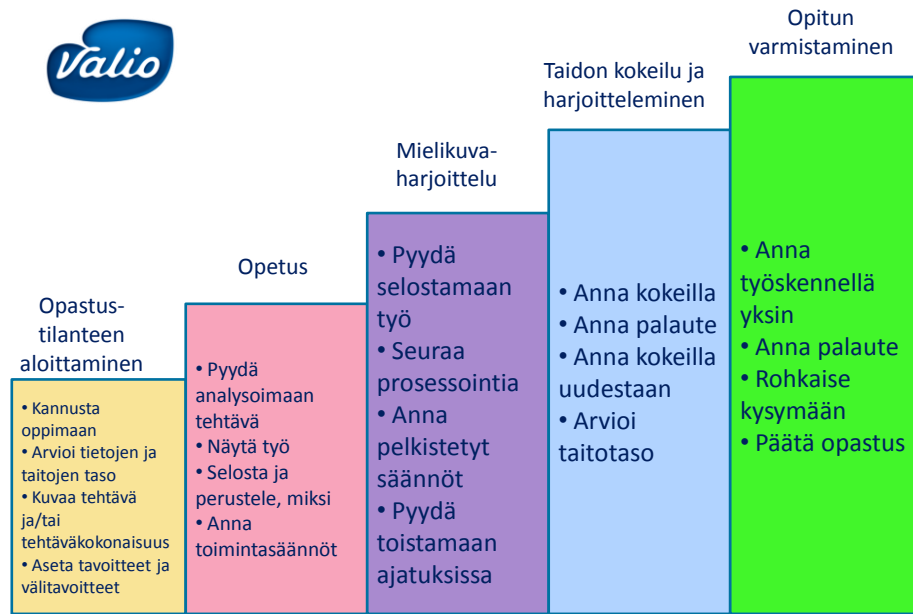 Valio
Opastus-
tilanteen
aloittaminen
• Kannusta
oppimaan
• Arvioi tietojen ja
taitojen taso
• Kuvaa tehtävä
ja/tai
tehtäväkokonaisuus
• Aseta tavoitteet ja
välitavoitteet
Opetus
• Pyydä
analysoimaan
tehtävä
• Näytä työ
• Selosta ja
perustele, miksi
• Anna
toimintasäännöt
Mielikuva-
harjoittelu
• Pyydä
selostamaan
työ
• Seuraa
prosessointia
• Anna
pelkistetyt
säännöt
• Pyydä
toistamaan
ajatuksissa
Taidon kokeilu ja
harjoitteleminen
• Anna kokeilla
• Anna palaute
• Anna kokeilla
uudestaan
• Arvioi
taitotaso
Opitun
varmistaminen
• Anna
työskennellä
yksin
• Anna palaute
• Rohkaise
kysymään
• Päätä opastus